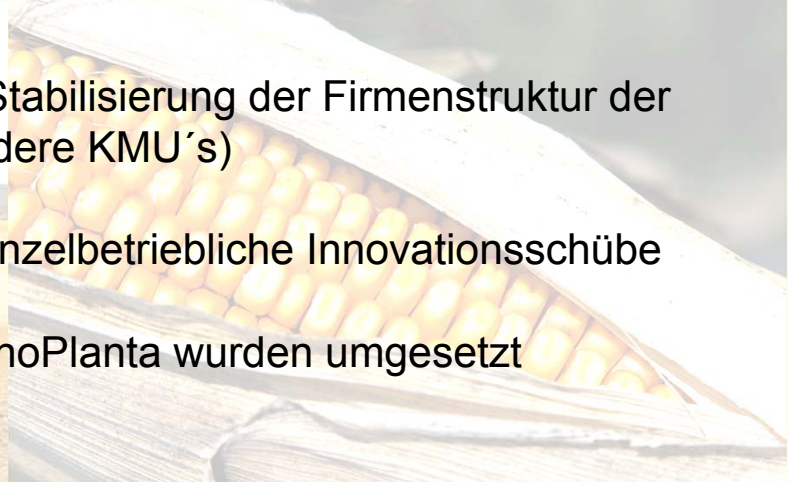 Stabilisierung der Firmenstruktur der
dere KMU´s)
nzelbetriebliche Innovationsschübe
noPlanta wurden umgesetzt